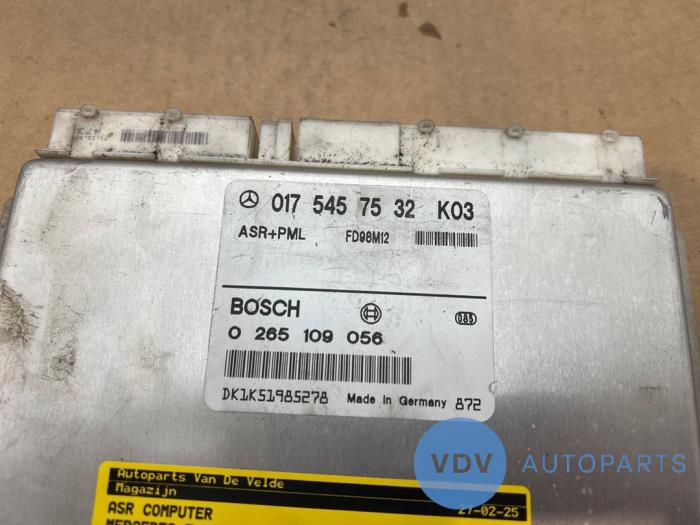 017 545 75 32 K03
ASR+PML FD98M12
BOSCH
0 265 109 056
DK1K51985278 Made in Germany 872
VDV AUTOPARTS
Autoparts Van De Velde
Magazijn
ASR COMPUTER 27-02-25